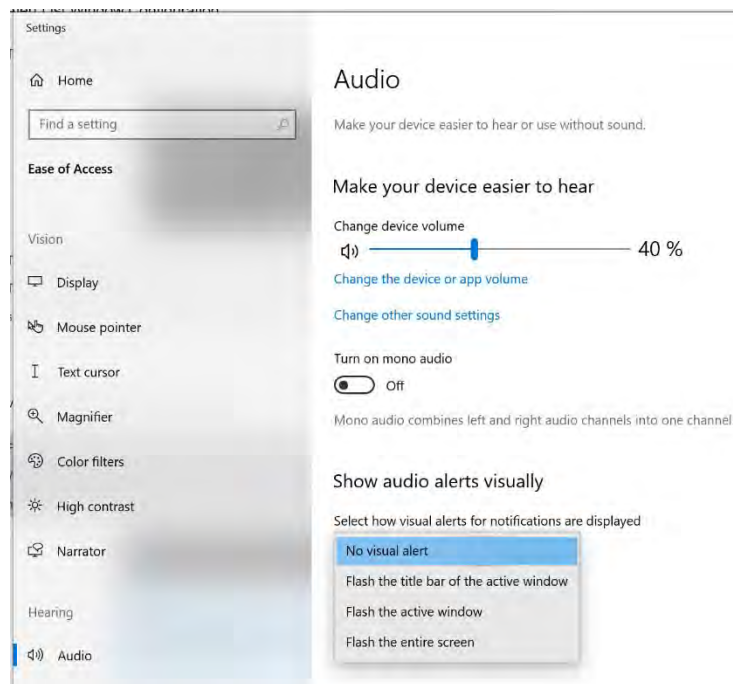 Settings
Home
Find a setting
Ease of Access
Vision
Display
Mouse pointer
Text cursor
Magnifier
Color filters
High contrast
Narrator
Hearing
Audio
Audio
Make your device easier to hear or use without sound.
Make your device easier to hear
Change device volume
40 %
Change the device or app volume
Change other sound settings
Turn on mono audio
Off
Mono audio combines left and right audio channels into one channel
Show audio alerts visually
Select how visual alerts for notifications are displayed
No visual alert
Flash the title bar of the active window
Flash the active window
Flash the entire screen